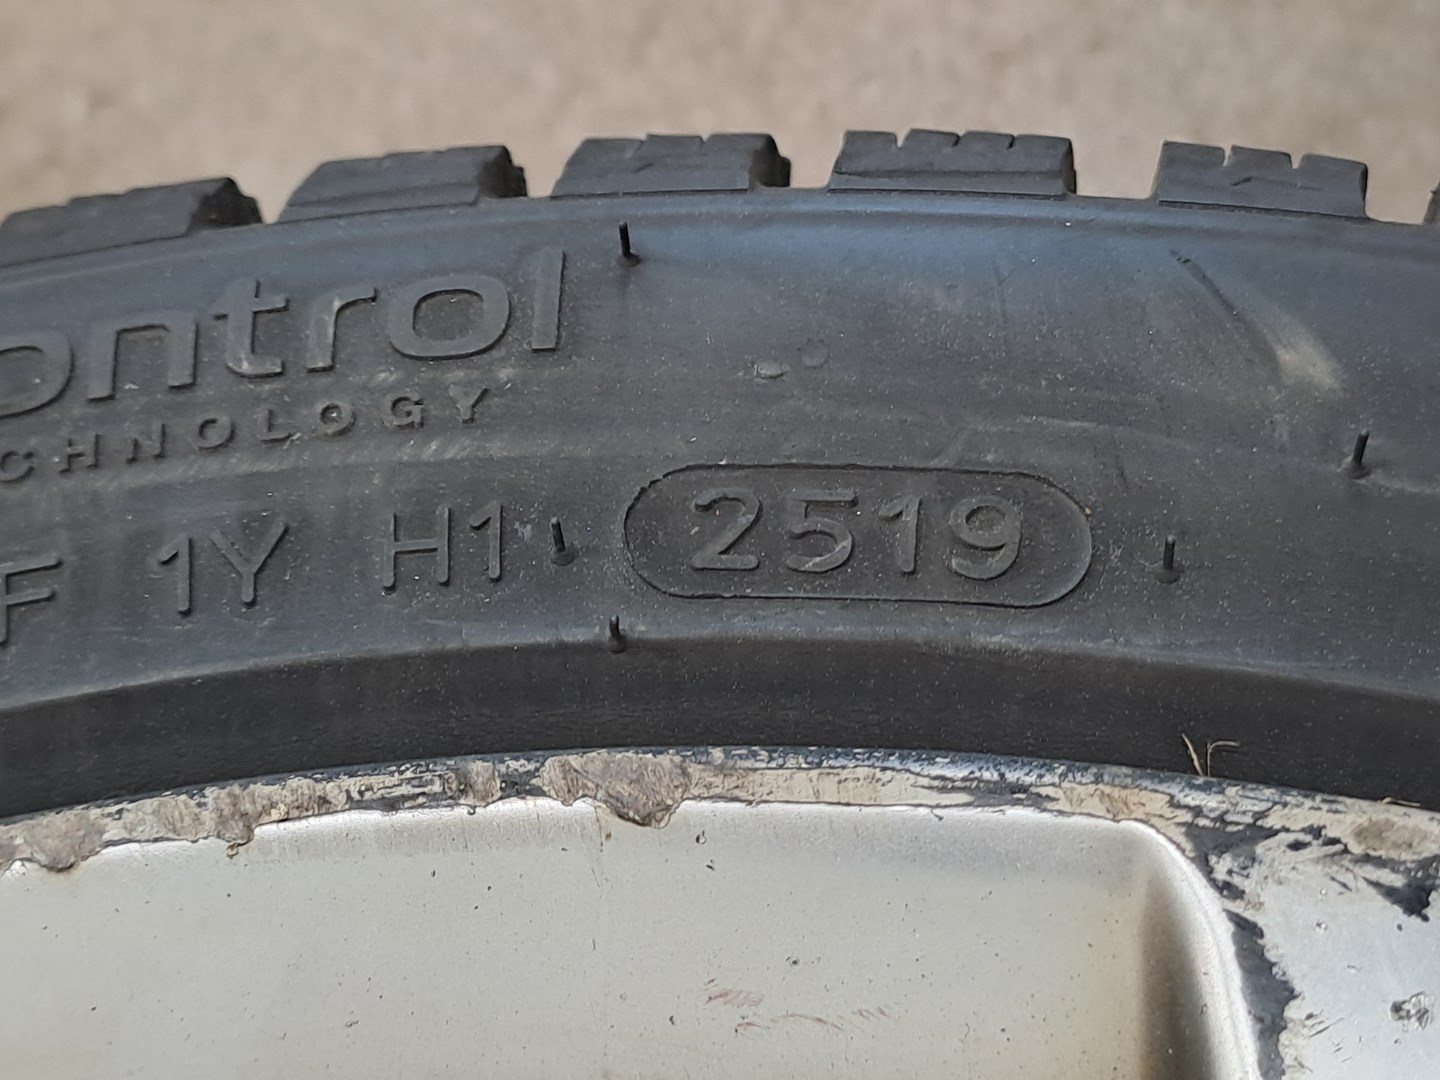 ontrol
CHNOLOGY
F 1Y H1 2519